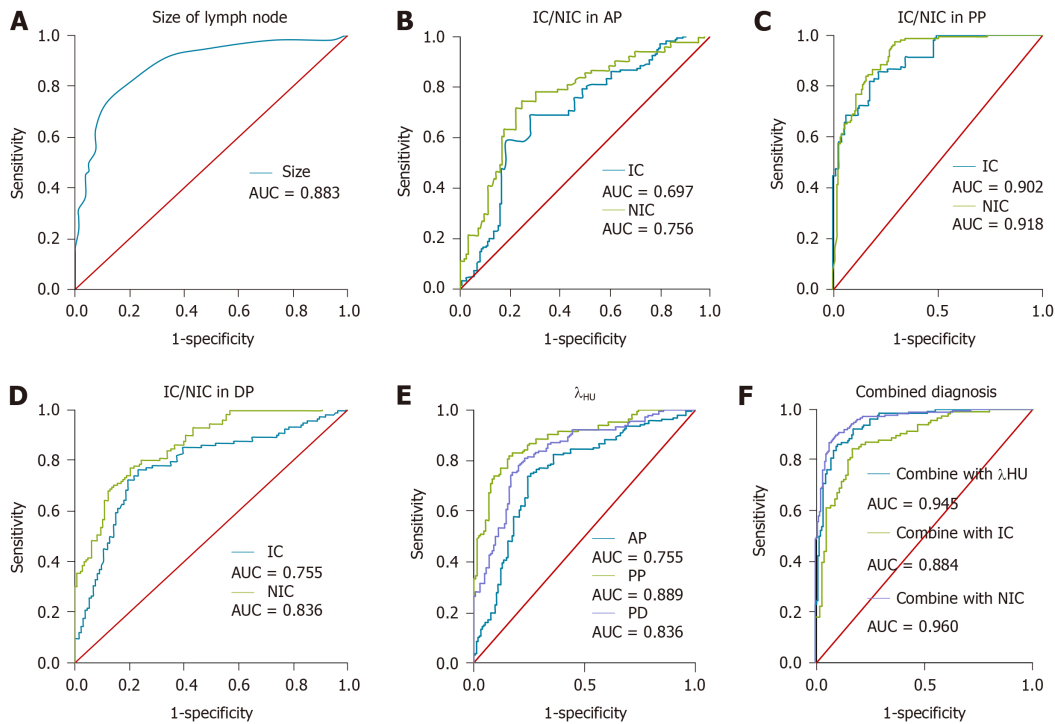 A
Size of lymph node
1.0
0.8
0.6
0.4
0.2
0.0
Sensitivity
Size
AUC = 0.883
0.0 0.2 0.4 0.6 0.8 1.0
1-specificity
B
IC/NIC in AP
1.0
0.8
0.6
0.4
0.2
0.0
Sensitivity
IC
AUC = 0.697
NIC
AUC = 0.756
0.0 0.2 0.4 0.6 0.8 1.0
1-specificity
C
IC/NIC in PP
1.0
0.8
0.6
0.4
0.2
0.0
Sensitivity
IC
AUC = 0.902
NIC
AUC = 0.918
0.0 0.5 1.0
1-specificity
D
IC/NIC in DP
1.0
0.8
0.6
0.4
0.2
0.0
Sensitivity
IC
AUC = 0.755
NIC
AUC = 0.836
0.0 0.2 0.4 0.6 0.8 1.0
1-specificity
E
λHU
1.0
0.8
0.6
0.4
0.2
0.0
Sensitivity
AP
AUC = 0.755
PP
AUC = 0.889
PD
AUC = 0.836
0.0 0.5 1.0
1-specificity
F
Combined diagnosis
1.0
0.8
0.6
0.4
0.2
0.0
Sensitivity
Combine with λHU
AUC = 0.945
Combine with IC
AUC = 0.884
Combine with NIC
AUC = 0.960
0.0 0.5 1.0
1-specificity